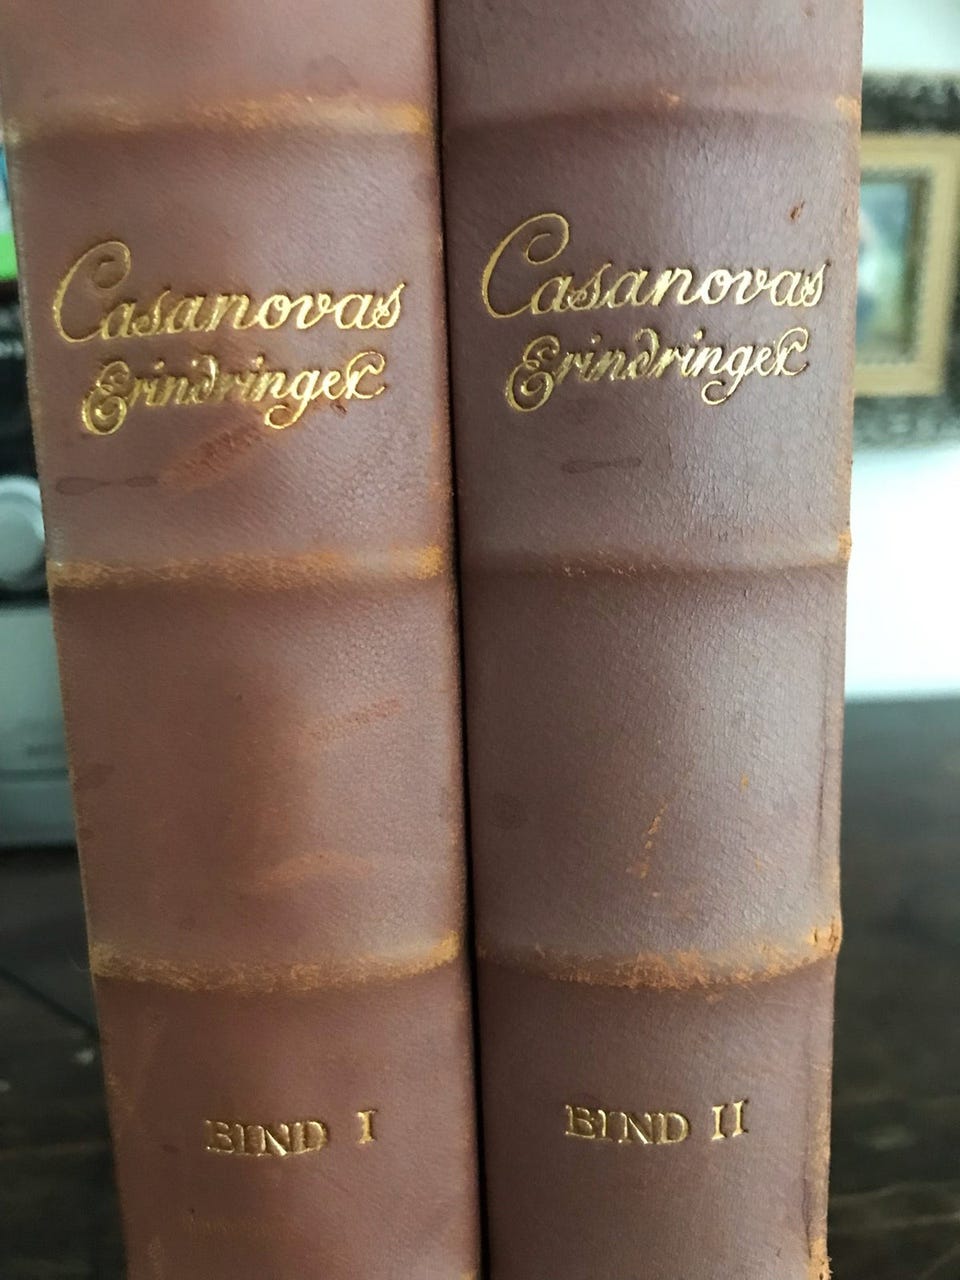 Casanovas
Erindringer
BIND I
Casanovas
Erindringer
BIND II